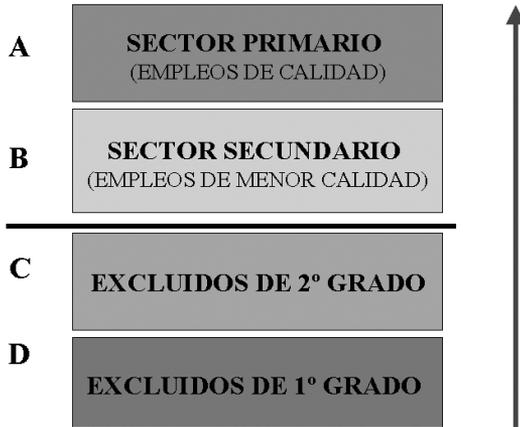 A
SECTOR PRIMARIO
(EMPLEOS DE CALIDAD)
B
SECTOR SECUNDARIO
(EMPLEOS DE MENOR CALIDAD)
C
EXCLUIDOS DE 2º GRADO
D
EXCLUIDOS DE 1º GRADO